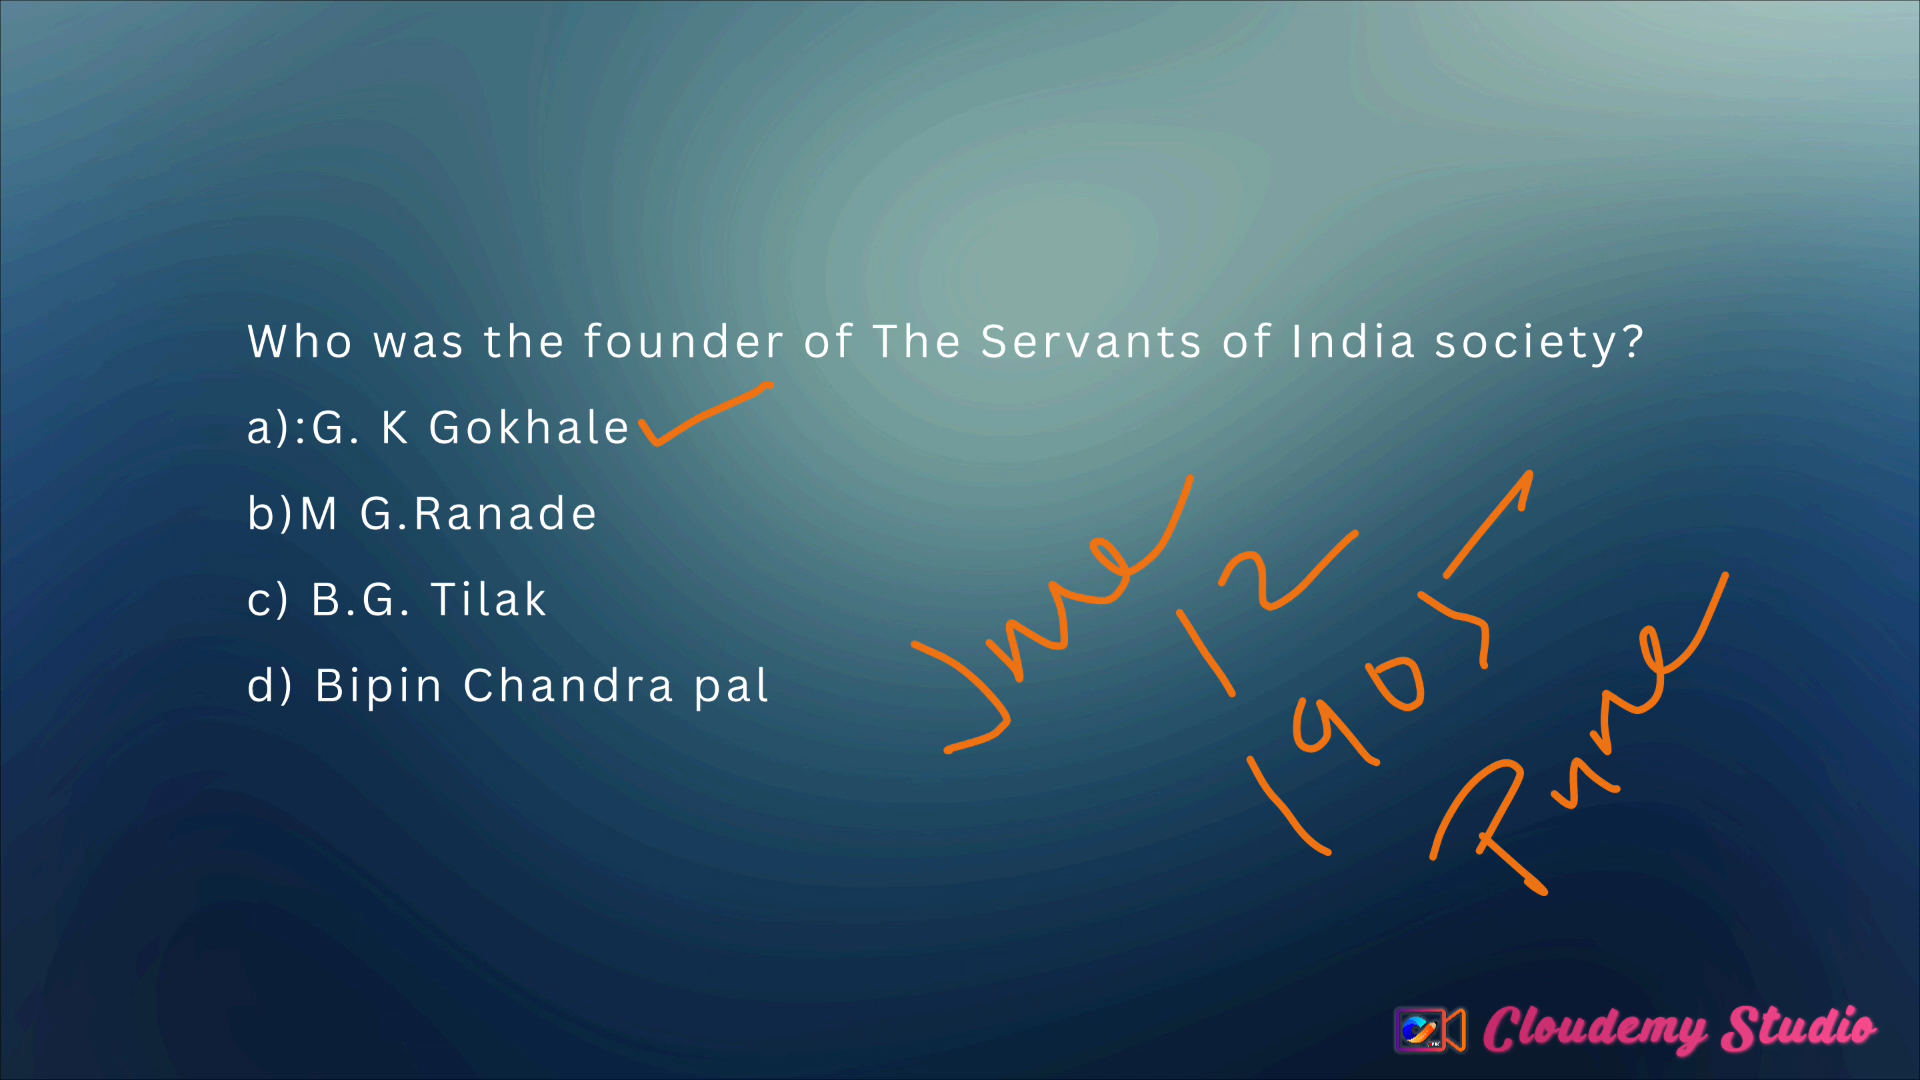 Who was the founder of The Servants of India society?
a):G. K Gokhale
b)M G.Ranade
c) B.G. Tilak
d) Bipin Chandra pal
June 12
1905
Pune
Cloudemy Studio